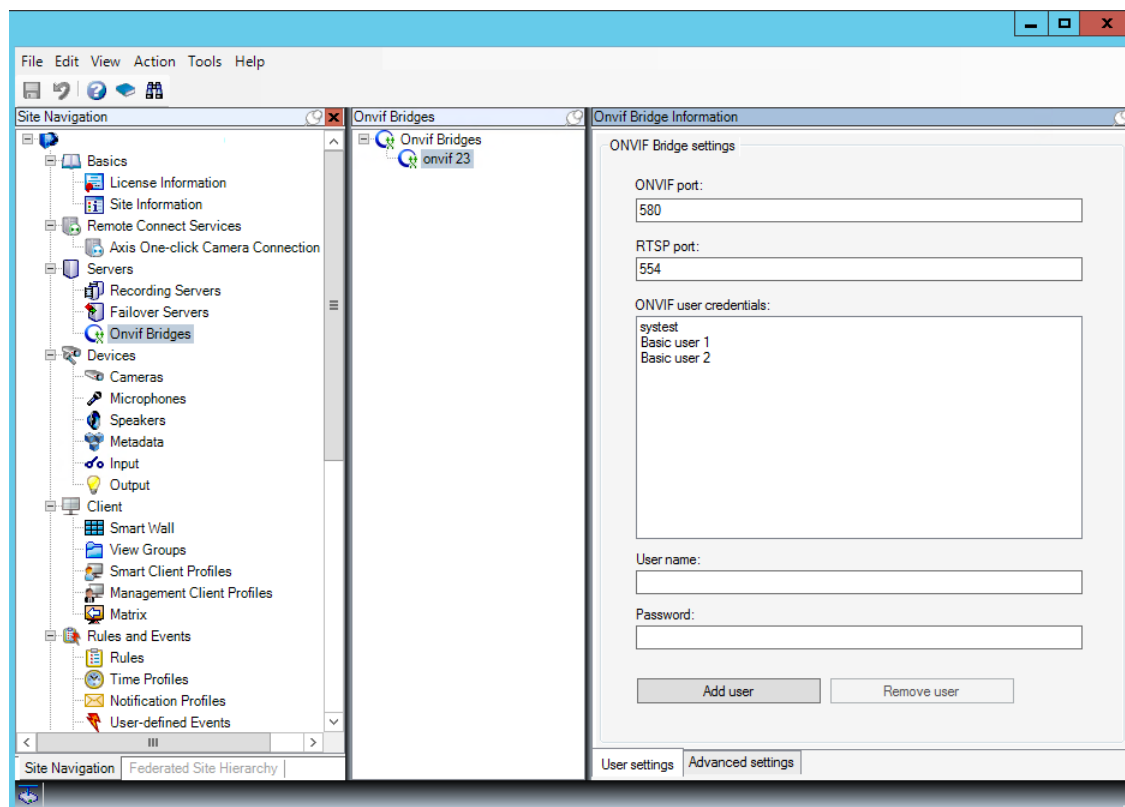 File Edit View Action Tools Help
Site Navigation
Basics
License Information
Site Information
Remote Connect Services
Axis One-click Camera Connection
Servers
Recording Servers
Failover Servers
Onvif Bridges
Devices
Cameras
Microphones
Speakers
Metadata
Input
Output
Client
Smart Wall
View Groups
Smart Client Profiles
Management Client Profiles
Matrix
Rules and Events
Rules
Time Profiles
Notification Profiles
User-defined Events
Site Navigation Federated Site Hierarchy
Onvif Bridges
Onvif Bridges
onvif 23
Onvif Bridge Information
ONVIF Bridge settings
ONVIF port:
580
RTSP port:
554
ONVIF user credentials:
systest
Basic user 1
Basic user 2
User name:
Password:
Add user Remove user
User settings Advanced settings